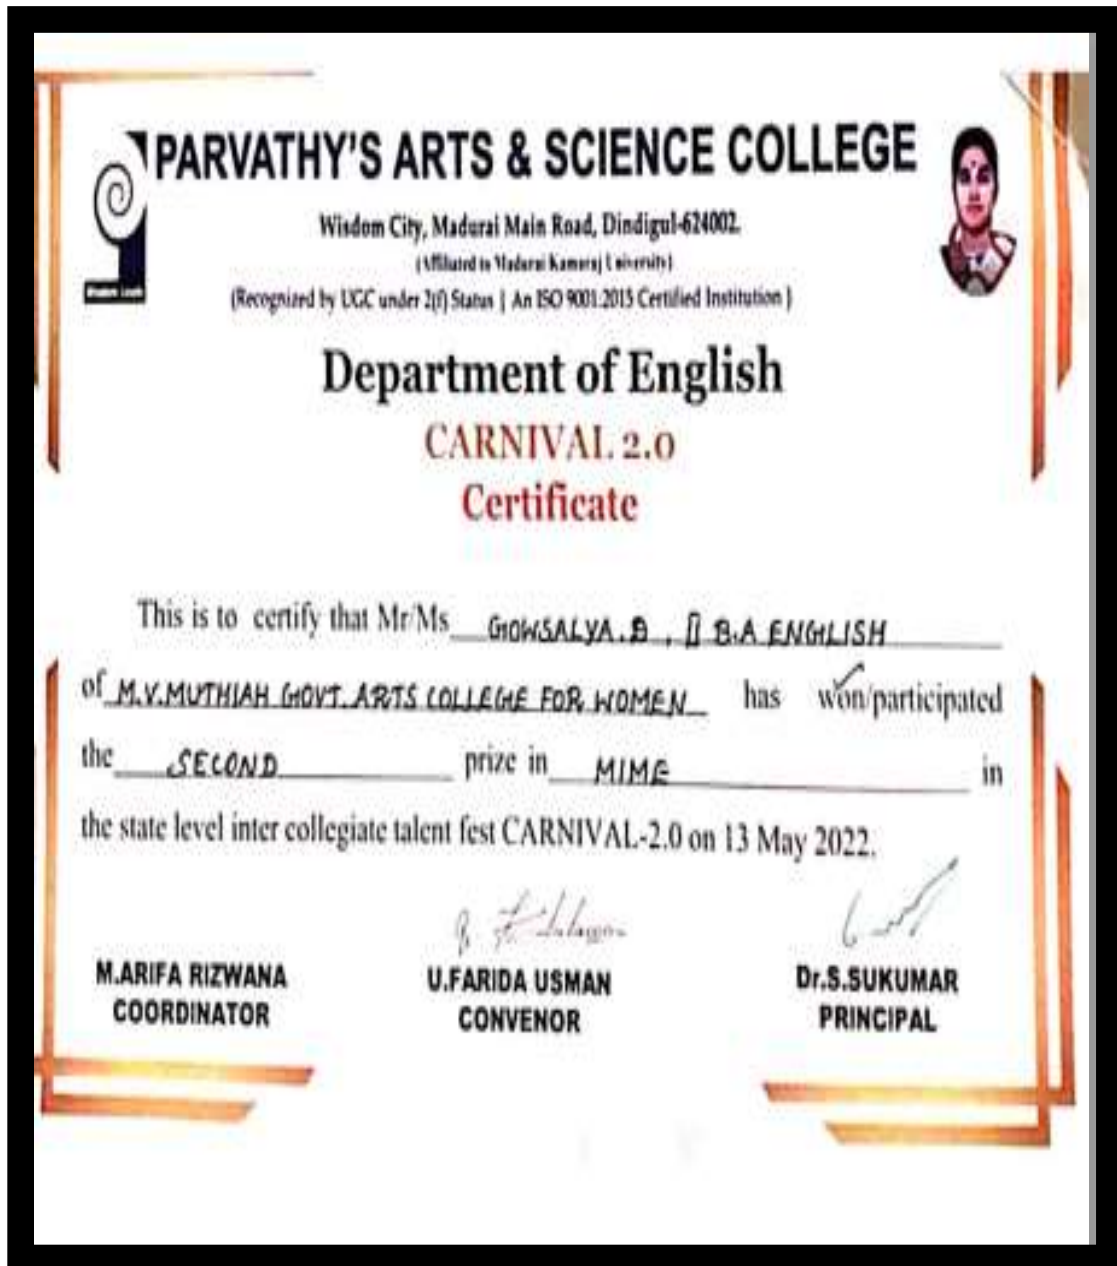 PARVATHY'S ARTS & SCIENCE COLLEGE
Wisdom City, Madurai Main Road, Dindigul-624002.
(Affiliated to Madurai Kamaraj University)
(Recognized by UGC under 2(f) Status | An ISO 9001:2015 Certified Institution)
Department of English
CARNIVAL 2.0
Certificate
This is to certify that Mr/Ms GOWSALYA.B, II B.A ENGLISH
of M.V.MUTHIAH GOVT. ARTS COLLEGE FOR WOMEN has won/participated
the SECOND prize in MIME in
the state level inter collegiate talent fest CARNIVAL-2.0 on 13 May 2022.
M.ARIFA RIZWANA U.FARIDA USMAN Dr.S.SUKUMAR
COORDINATOR CONVENOR PRINCIPAL